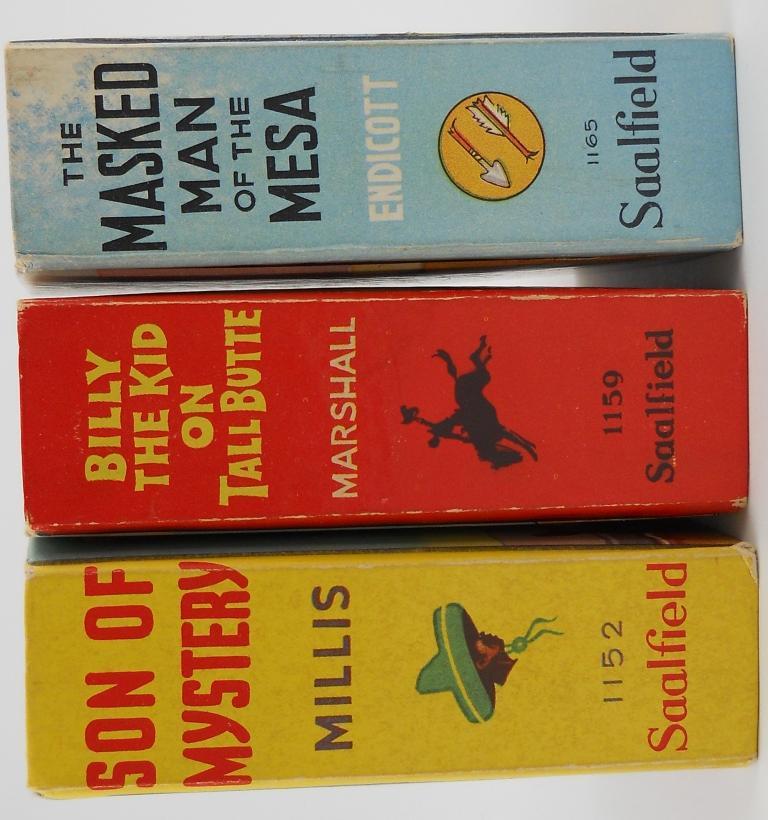 THE
MASKED
MAN
OF THE
MESA
ENDICOTT
1165
Saalfield
BILLY
THE KID
ON
TALL BUTTE
MARSHALL
1159
Saalfield
SON OF
MYSTERY
MILLIS
1152
Saalfield